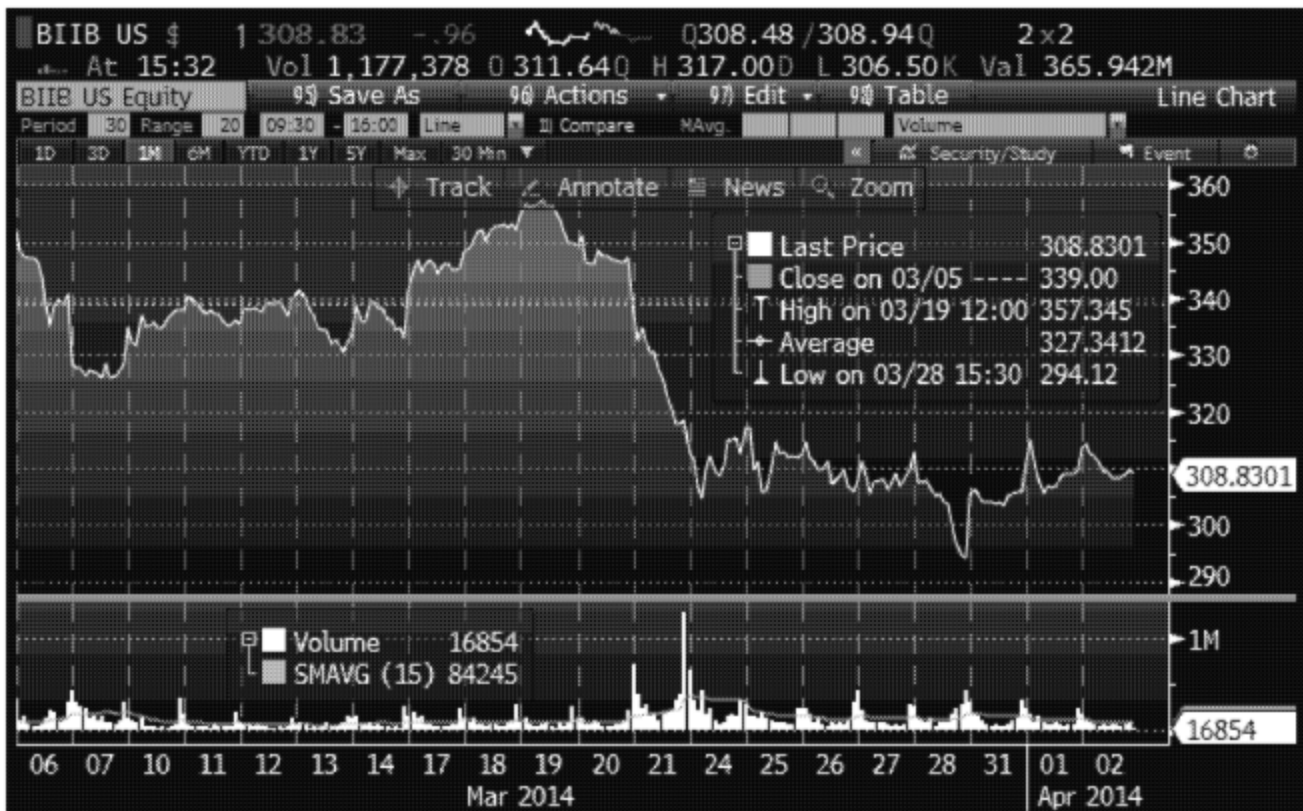 BIIB US $ 308.83 -.96 Q308.48 /308.94Q 2x2
At 15:32 Vol 1,177,378 O 311.64Q H 317.00D L 306.50K Val 365.942M
BIIB US Equity 95) Save As 96) Actions 97) Edit 98) Table Line Chart
Period 30 Range 20 09:30 - 16:00 Line 11) Compare MAvg. Volume
1D 3D 1M 6M YTD 1Y 5Y Max 30 Min « Security/Study Event
Track Annotate News Zoom
360
Last Price 308.8301
350
Close on 03/05 ---- 339.00
340
High on 03/19 12:00 357.345
Average 327.3412
330
Low on 03/28 15:30 294.12
320
308.8301
300
290
Volume 16854
1M
SMAVG (15) 84245
16854
06 07 10 11 12 13 14 17 18 19 20 21 24 25 26 27 28 31 01 02
Mar 2014 Apr 2014